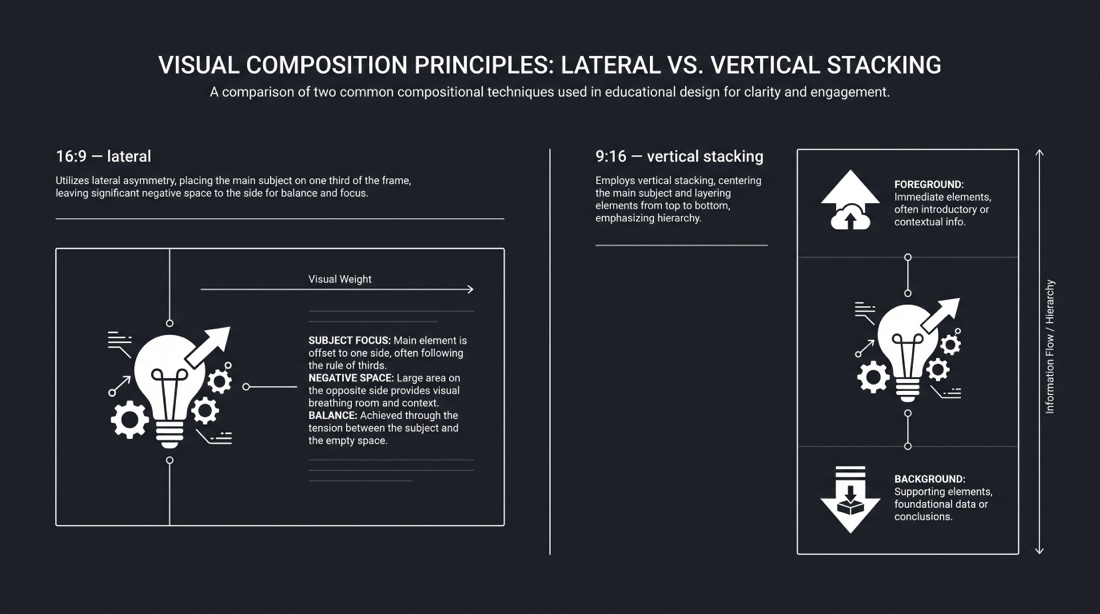 VISUAL COMPOSITION PRINCIPLES: LATERAL VS. VERTICAL STACKING
A comparison of two common compositional techniques used in educational design for clarity and engagement.
16:9 — lateral
Utilizes lateral asymmetry, placing the main subject on one third of the frame,
leaving significant negative space to the side for balance and focus.
Visual Weight
SUBJECT FOCUS: Main element is
offset to one side, often following
the rule of thirds.
NEGATIVE SPACE: Large area on
the opposite side provides visual
breathing room and context.
BALANCE: Achieved through the
tension between the subject and
the empty space.
9:16 — vertical stacking
Employs vertical stacking, centering
the main subject and layering
elements from top to bottom,
emphasizing hierarchy.
FOREGROUND:
Immediate elements,
often introductory or
contextual info.
BACKGROUND:
Supporting elements,
foundational data or
conclusions.
Information Flow / Hierarchy